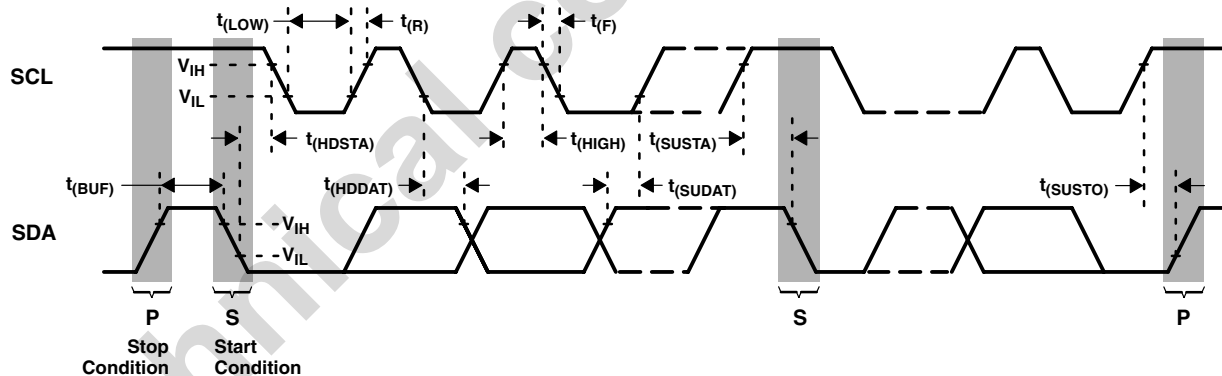 t(LOW) t(R) t(F)
SCL
VIH
VIL
t(HDSTA) t(HIGH) t(SUSTA)
t(BUF) t(HDDAT) t(SUDAT) t(SUSTO)
SDA
VIH
VIL
P S S P
Stop Condition
Start Condition